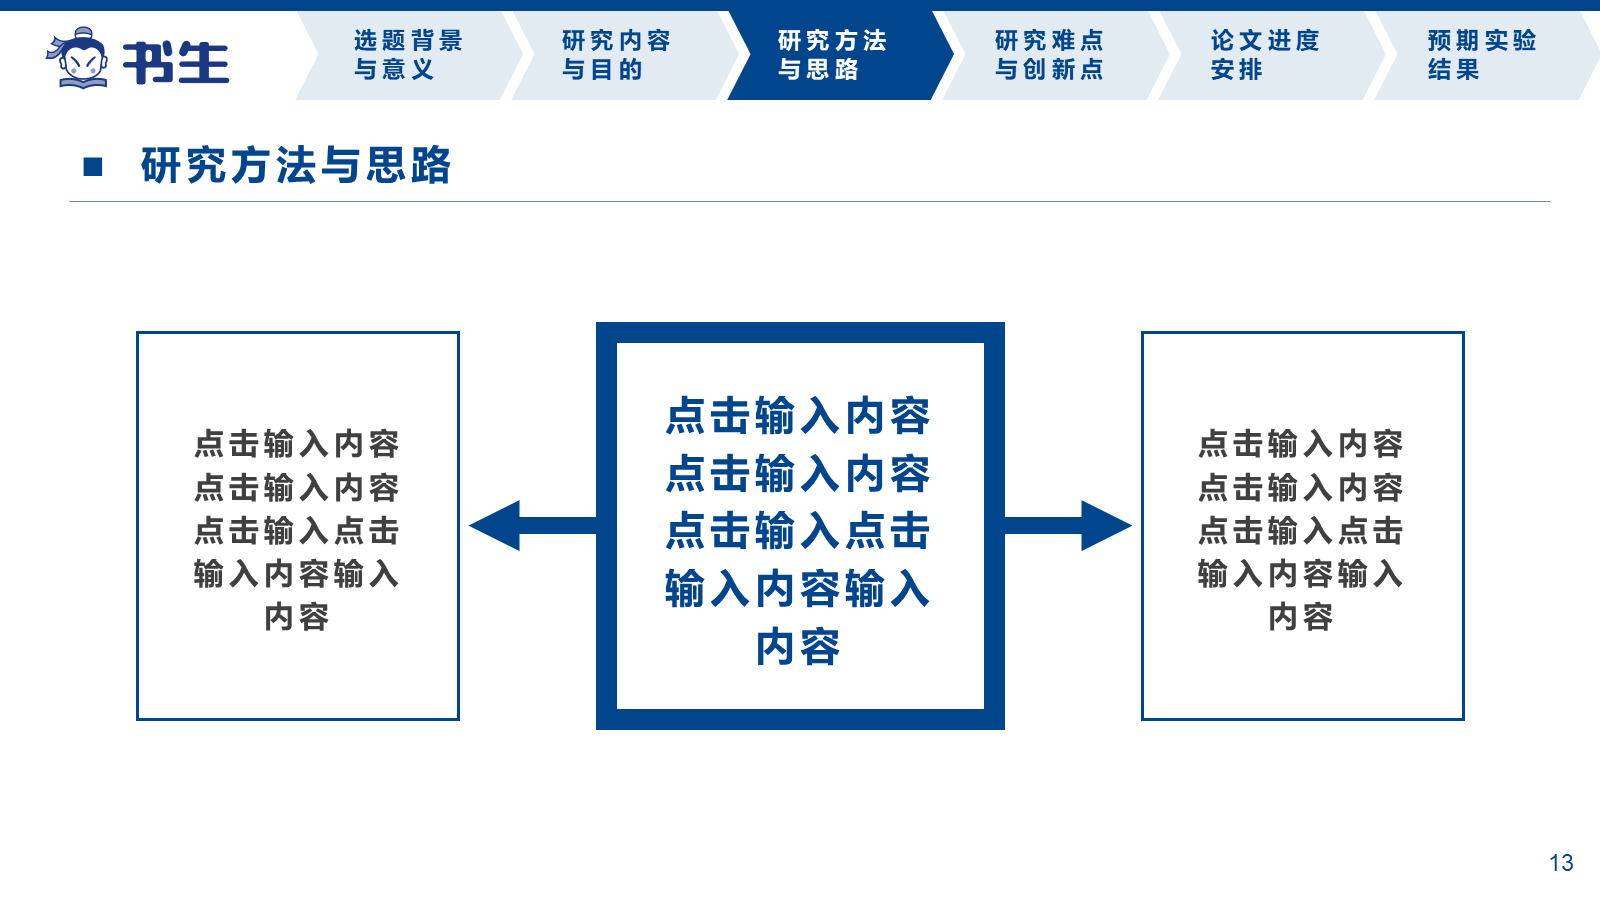 书生
选题背景
与意义
研究内容
与目的
研究方法
与思路
研究难点
与创新点
论文进度
安排
预期实验
结果
研究方法与思路
点击输入内容
点击输入内容
点击输入点击
输入内容输入
内容
点击输入内容
点击输入内容
点击输入点击
输入内容输入
内容
点击输入内容
点击输入内容
点击输入点击
输入内容输入
内容
13